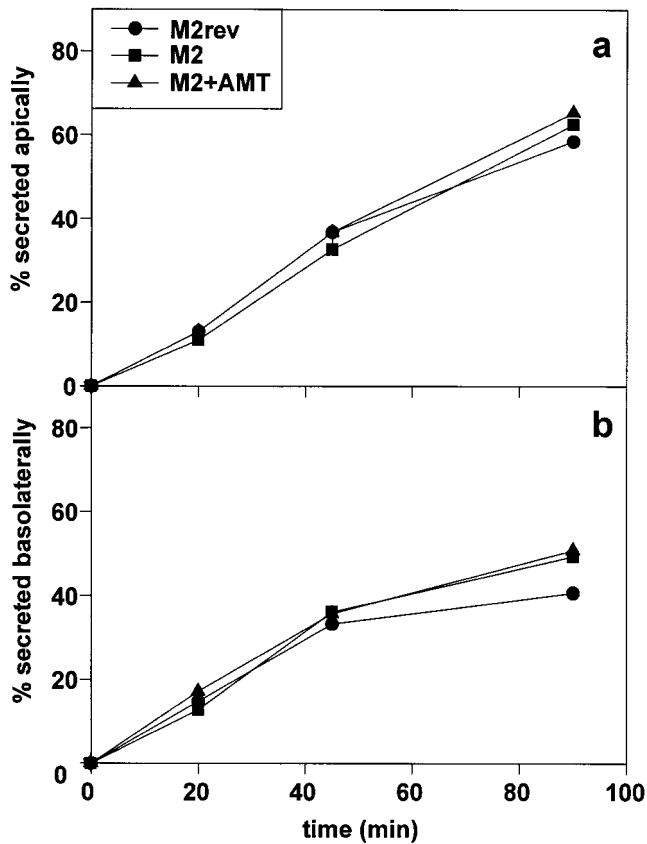 M2rev
M2
M2+AMT
a
% secreted apically
80
60
40
20
0
b
% secreted basolaterally
80
60
40
20
0
0 20 40 60 80 100
time (min)